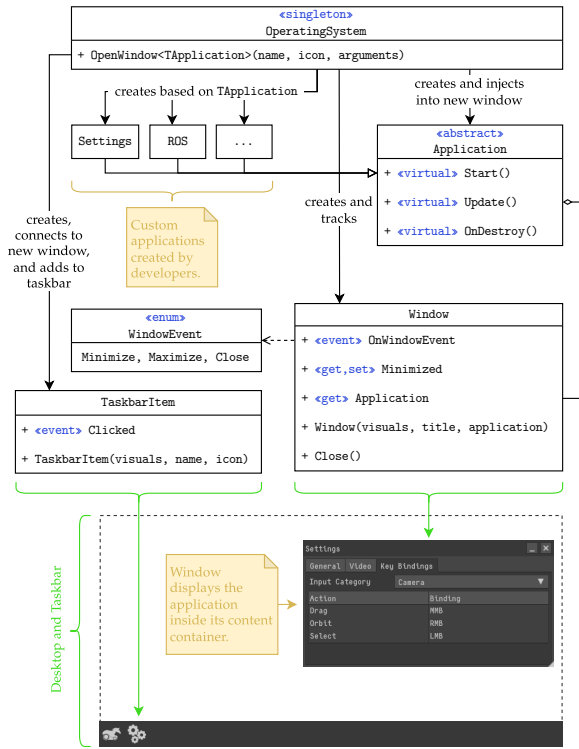 «singleton»
OperatingSystem
+ OpenWindow<TApplication>(name, icon, arguments)
creates based on TApplication
creates and injects
into new window
Settings
ROS
...
«abstract»
Application
+ «virtual» Start()
+ «virtual» Update()
+ «virtual» OnDestroy()
Custom
applications
created by
developers.
creates and
tracks
creates,
connects to
new window,
and adds to
taskbar
«enum»
WindowEvent
Minimize, Maximize, Close
Window
+ «event» OnWindowEvent
+ «get,set» Minimized
+ «get» Application
+ Window(visuals, title, application)
+ Close()
TaskbarItem
+ «event» Clicked
+ TaskbarItem(visuals, name, icon)
Desktop and Taskbar
Window
displays the
application
inside its content
container.
Settings
General Video Key Bindings
Input Category Camera
Action Binding
Drag MMB
Orbit RMB
Select LMB